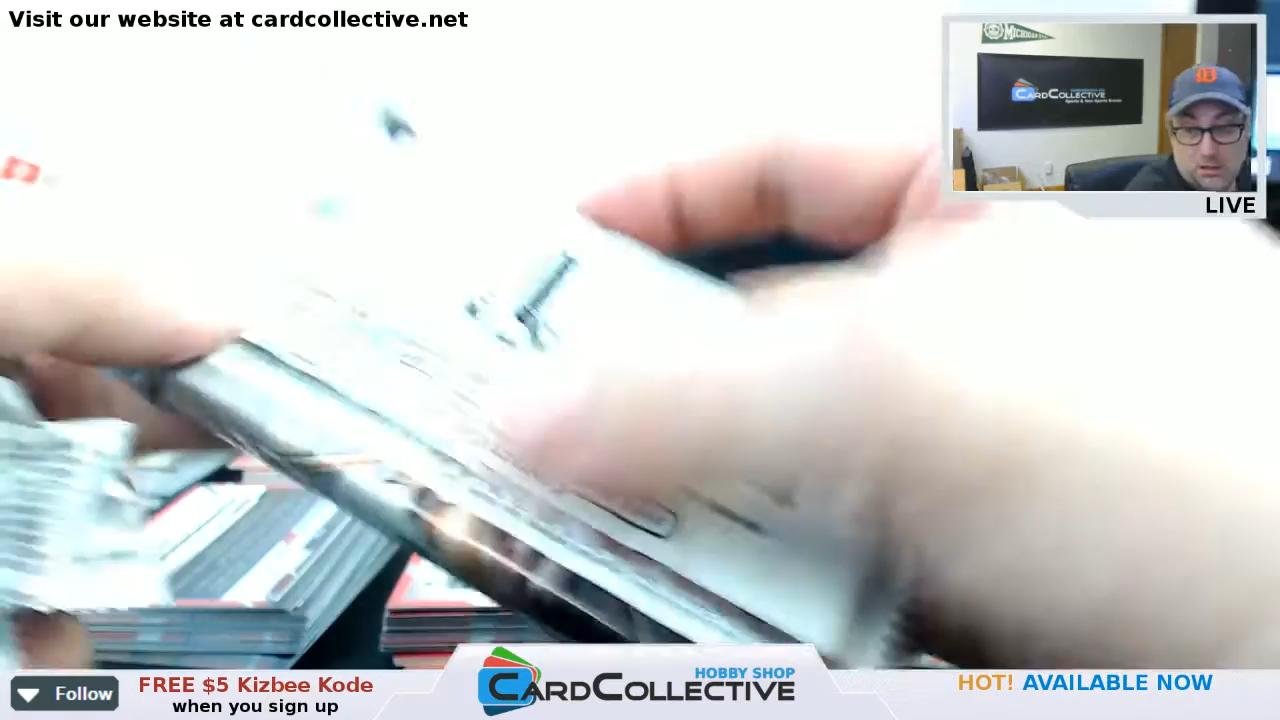 Visit our website at cardcollective.net
MICHIGAN
CARDCOLLECTIVE
LIVE
Follow
FREE $5 Kizbee Kode
when you sign up
HOBBY SHOP
CARDCOLLECTIVE
HOT! AVAILABLE NOW